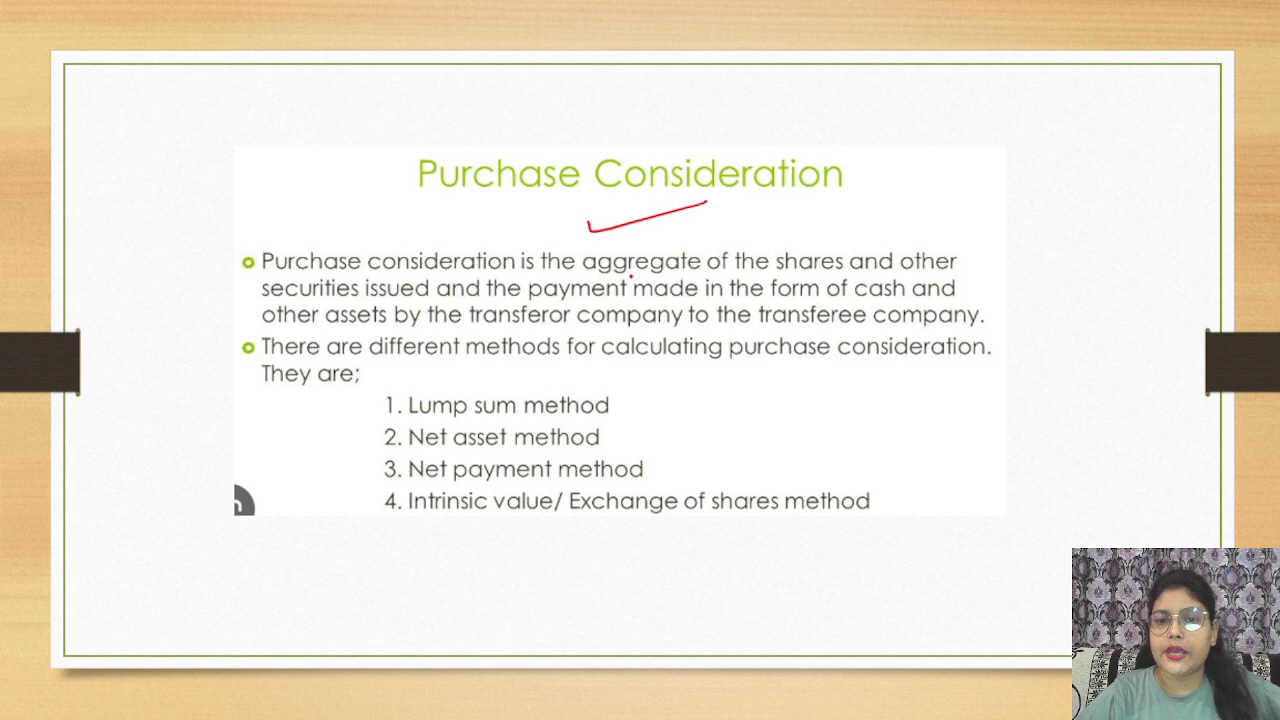 Purchase Consideration
Purchase consideration is the aggregate of the shares and other
securities issued and the payment made in the form of cash and
other assets by the transferor company to the transferee company.
There are different methods for calculating purchase consideration.
They are;
1. Lump sum method
2. Net asset method
3. Net payment method
4. Intrinsic value/ Exchange of shares method